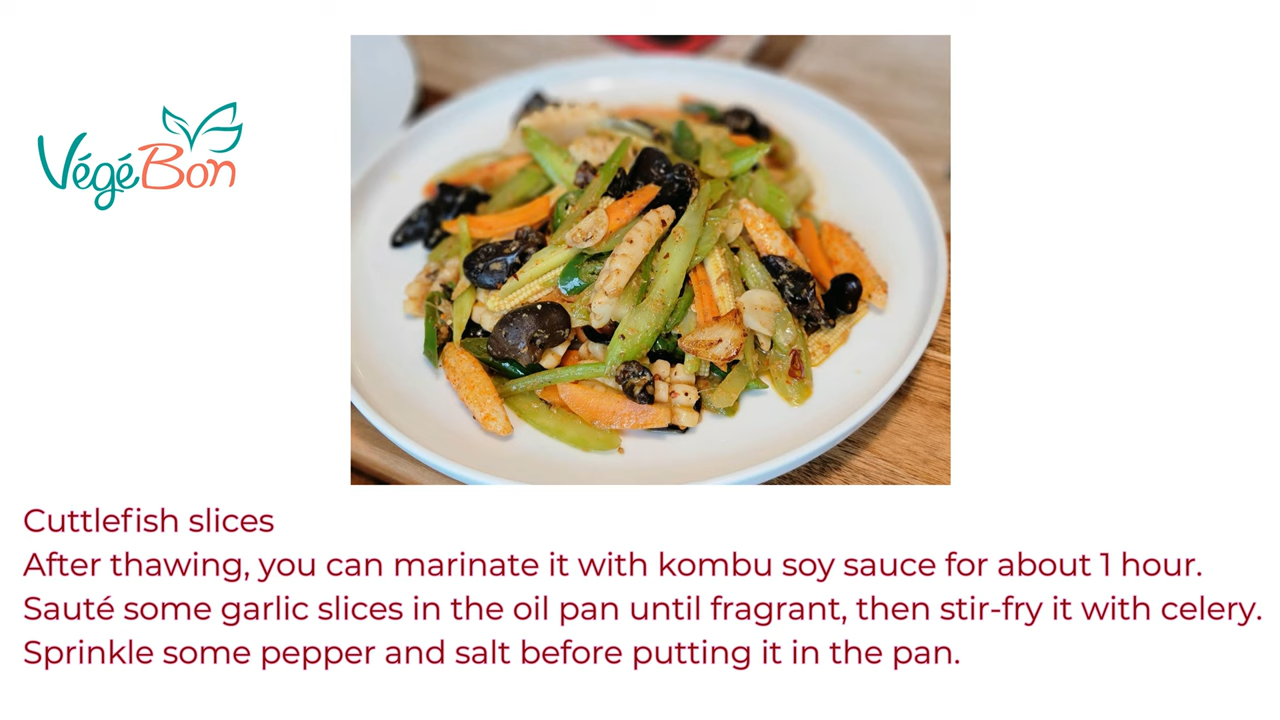 VégéBon
Cuttlefish slices
After thawing, you can marinate it with kombu soy sauce for about 1 hour.
Sauté some garlic slices in the oil pan until fragrant, then stir-fry it with celery.
Sprinkle some pepper and salt before putting it in the pan.